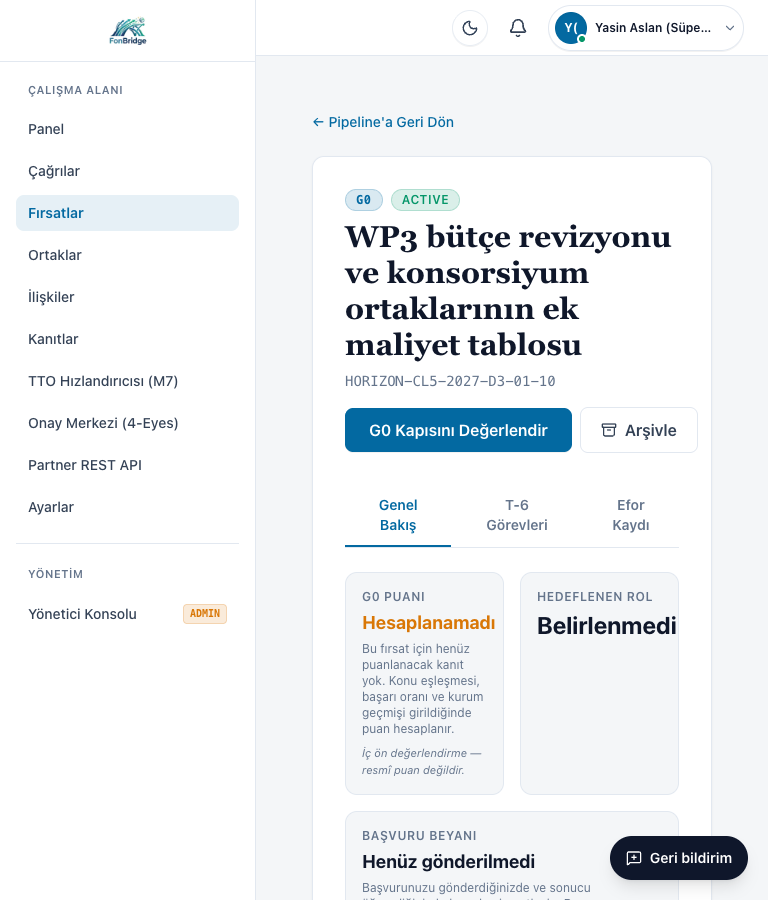 FonBridge
Y(
Yasin Aslan (Süpe...
ÇALIŞMA ALANI
Panel
Çağrılar
Fırsatlar
Ortaklar
İlişkiler
Kanıtlar
TTO Hızlandırıcısı (M7)
Onay Merkezi (4-Eyes)
Partner REST API
Ayarlar
YÖNETİM
Yönetici Konsolu
ADMIN
← Pipeline'a Geri Dön
G0
ACTIVE
WP3 bütçe revizyonu
ve konsorsiyum
ortaklarının ek
maliyet tablosu
HORIZON-CL5-2027-D3-01-10
G0 Kapısını Değerlendir
Arşivle
Genel
Bakış
T-6
Görevleri
Efor
Kaydı
G0 PUANI
Hesaplanamadı
Bu fırsat için henüz
puanlanacak kanıt
yok. Konu eşleşmesi,
başarı oranı ve kurum
geçmişi girildiğinde
puan hesaplanır.
İç ön değerlendirme —
resmî puan değildir.
HEDEFLENEN ROL
Belirlenmedi
BAŞVURU BEYANI
Henüz gönderilmedi
Başvurunuzu gönderdiğinizde ve sonucu
Geri bildirim